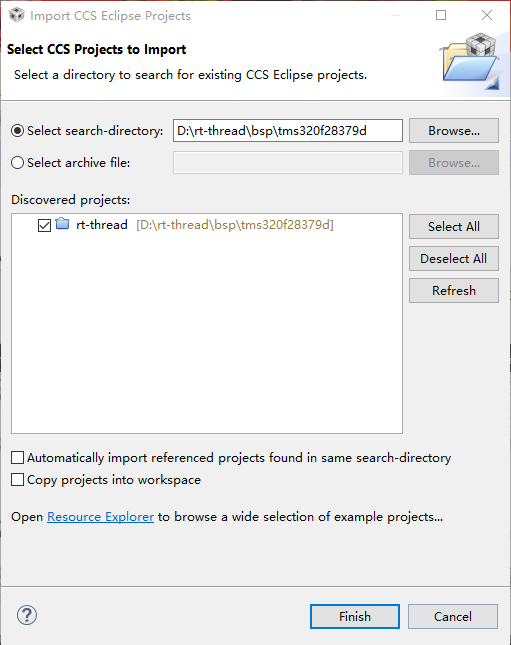 Import CCS Eclipse Projects
Select CCS Projects to Import
Select a directory to search for existing CCS Eclipse projects.
Select search-directory: D:\rt-thread\bsp\tms320f28379d Browse...
Select archive file: Browse...
Discovered projects:
rt-thread [D:\rt-thread\bsp\tms320f28379d]
Select All
Deselect All
Refresh
Automatically import referenced projects found in same search-directory
Copy projects into workspace
Open Resource Explorer to browse a wide selection of example projects...
? Finish Cancel